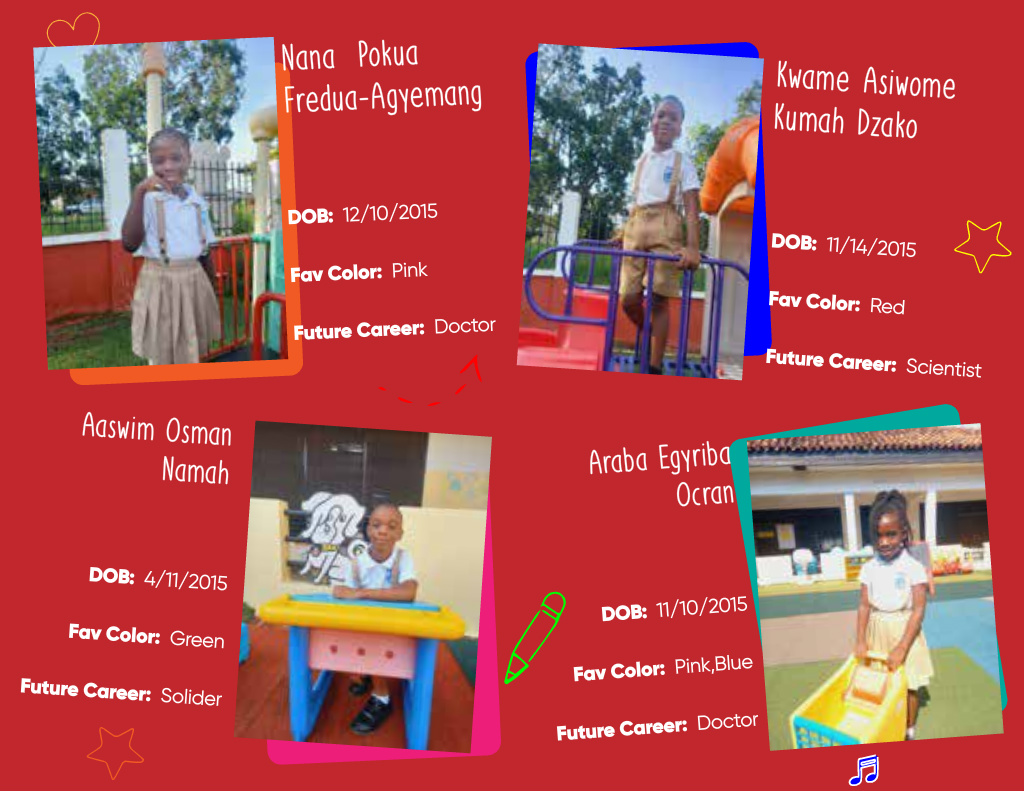 Nana Pokua
Fredua-Agyemang
DOB: 12/10/2015
Fav Color: Pink
Future Career: Doctor
Kwame Asiwome
Kumah Dzako
DOB: 11/14/2015
Fav Color: Red
Future Career: Scientist
Aaswim Osman
Namah
DOB: 4/11/2015
Fav Color: Green
Future Career: Solider
Araba Egyriba
Ocran
DOB: 11/10/2015
Fav Color: Pink,Blue
Future Career: Doctor